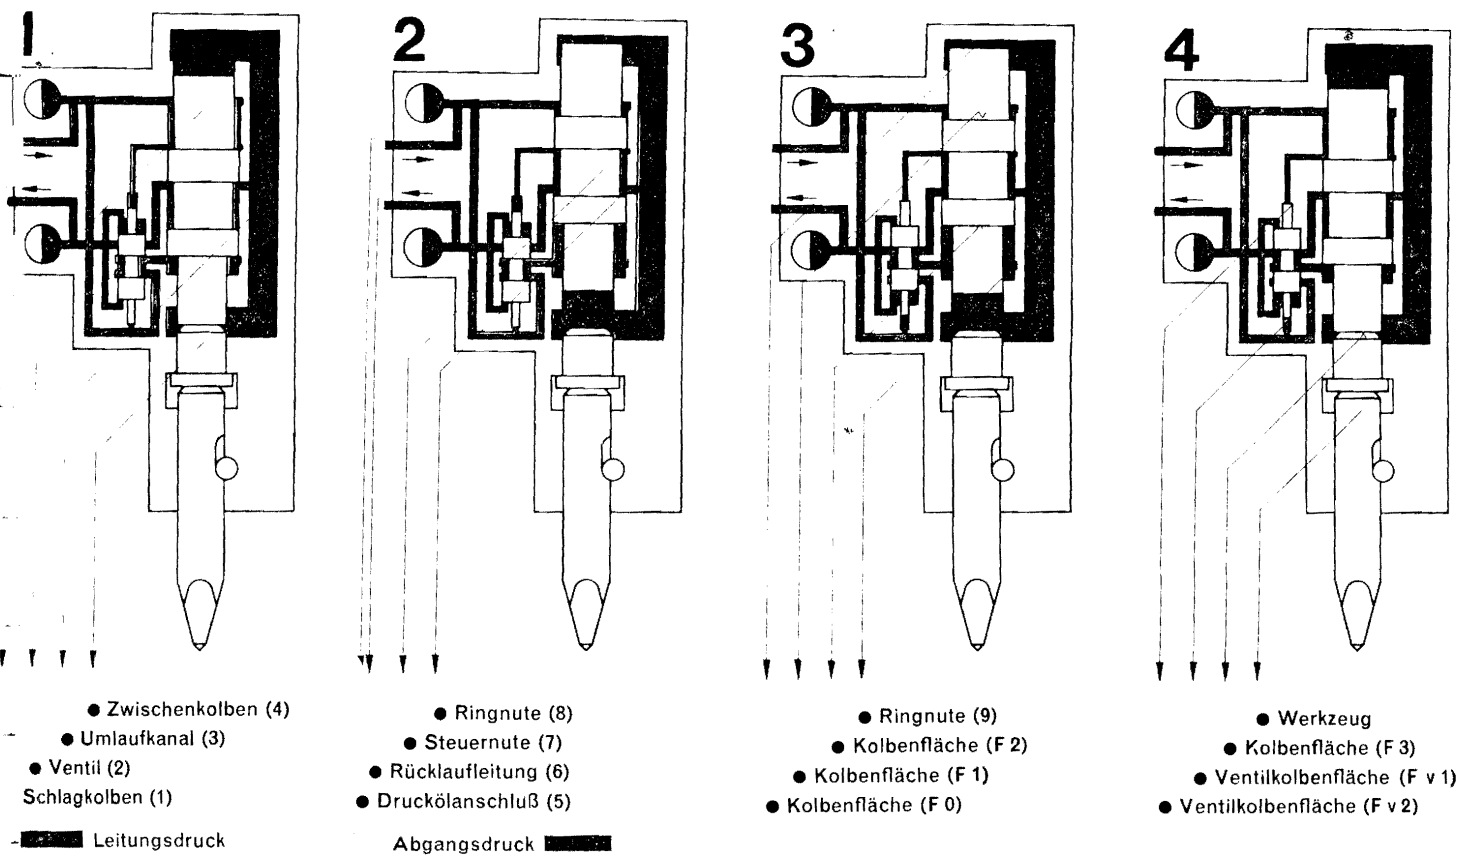 1
2
3
4
● Zwischenkolben (4)
● Umlaufkanal (3)
● Ventil (2)
Schlagkolben (1)
Leitungsdruck
● Ringnute (8)
● Steuernute (7)
● Rücklaufleitung (6)
● Druckölanschluß (5)
Abgangsdruck
● Ringnute (9)
● Kolbenfläche (F 2)
● Kolbenfläche (F 1)
● Kolbenfläche (F 0)
● Werkzeug
● Kolbenfläche (F 3)
● Ventilkolbenfläche (F v 1)
● Ventilkolbenfläche (F v 2)